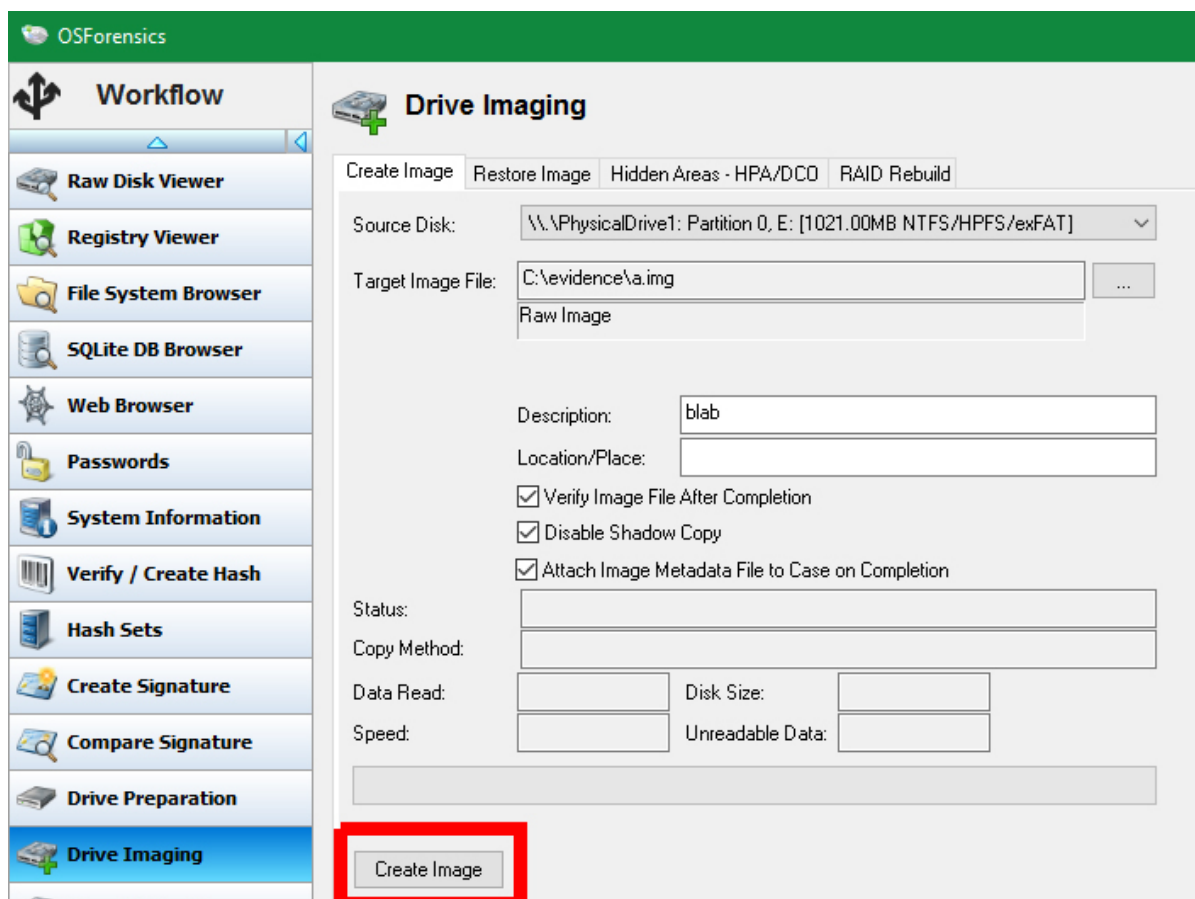 OSForensics
Workflow
Raw Disk Viewer
Registry Viewer
File System Browser
SQLite DB Browser
Web Browser
Passwords
System Information
Verify / Create Hash
Hash Sets
Create Signature
Compare Signature
Drive Preparation
Drive Imaging
Drive Imaging
Create Image Restore Image Hidden Areas - HPA/DCO RAID Rebuild
Source Disk: \\.\PhysicalDrive1: Partition 0, E: [1021.00MB NTFS/HPFS/exFAT]
Target Image File: C:\evidence\a.img ...
Raw Image
Description: blab
Location/Place:
Verify Image File After Completion
Disable Shadow Copy
Attach Image Metadata File to Case on Completion
Status:
Copy Method:
Data Read: Disk Size:
Speed: Unreadable Data:
Create Image